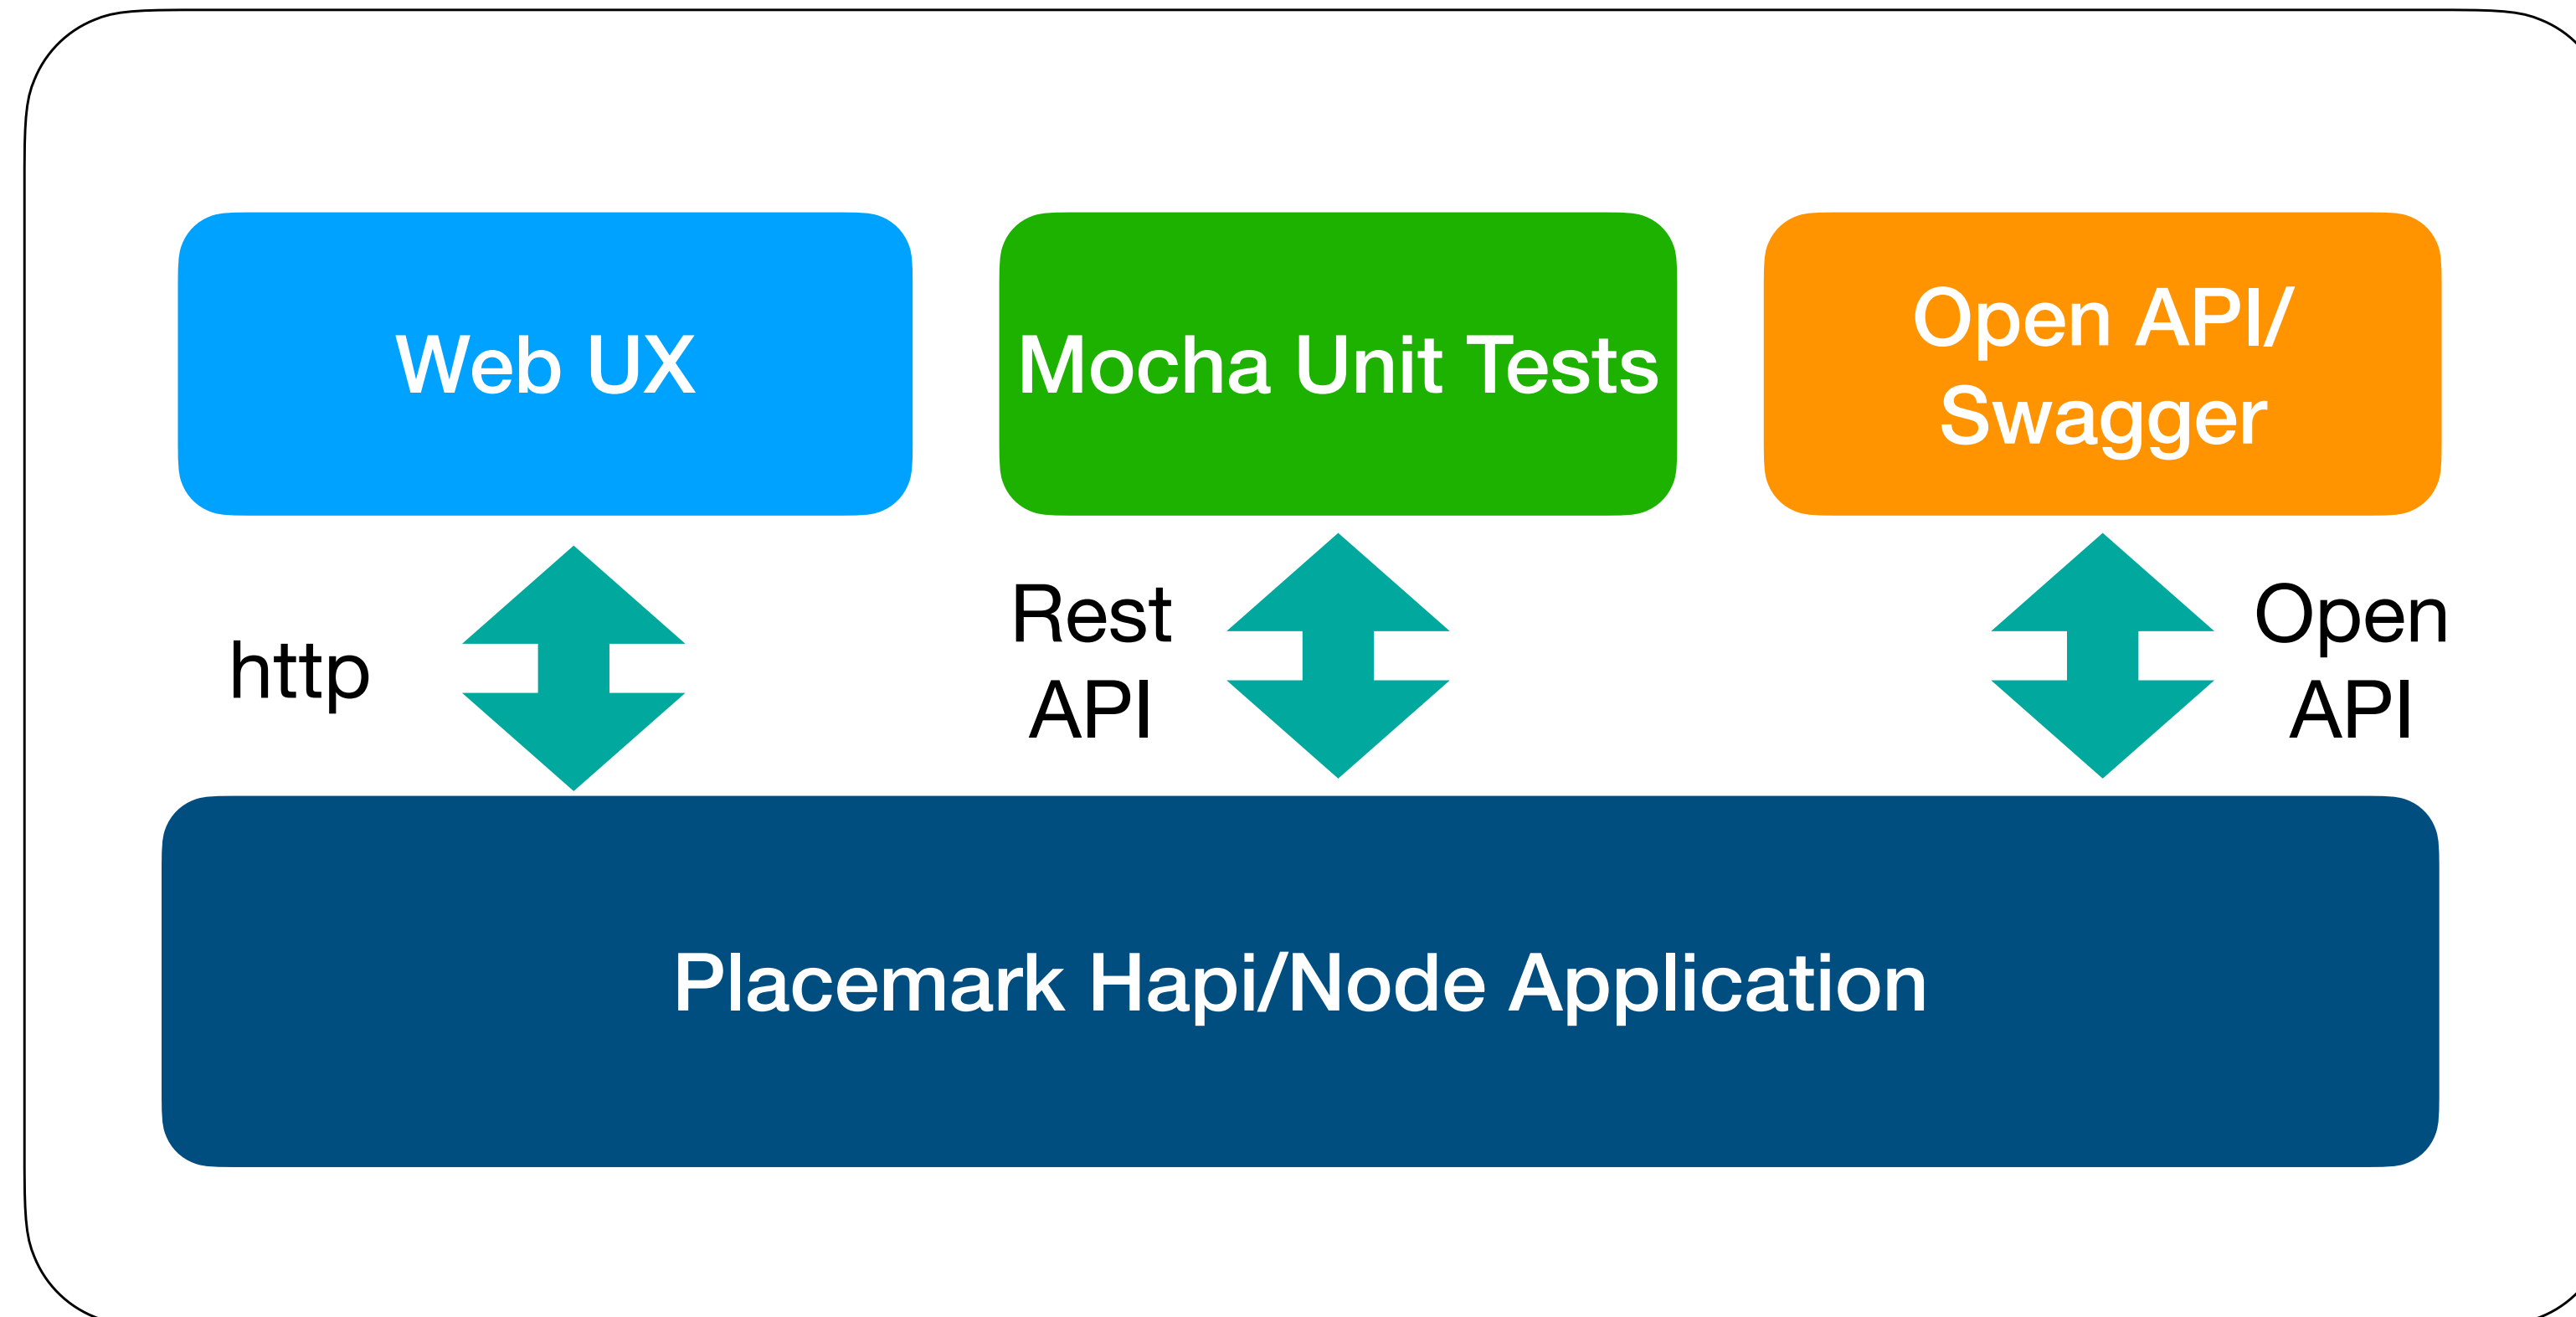 Web UX
Mocha Unit Tests
Open API/
Swagger
http
Rest
API
Open
API
Placemark Hapi/Node Application